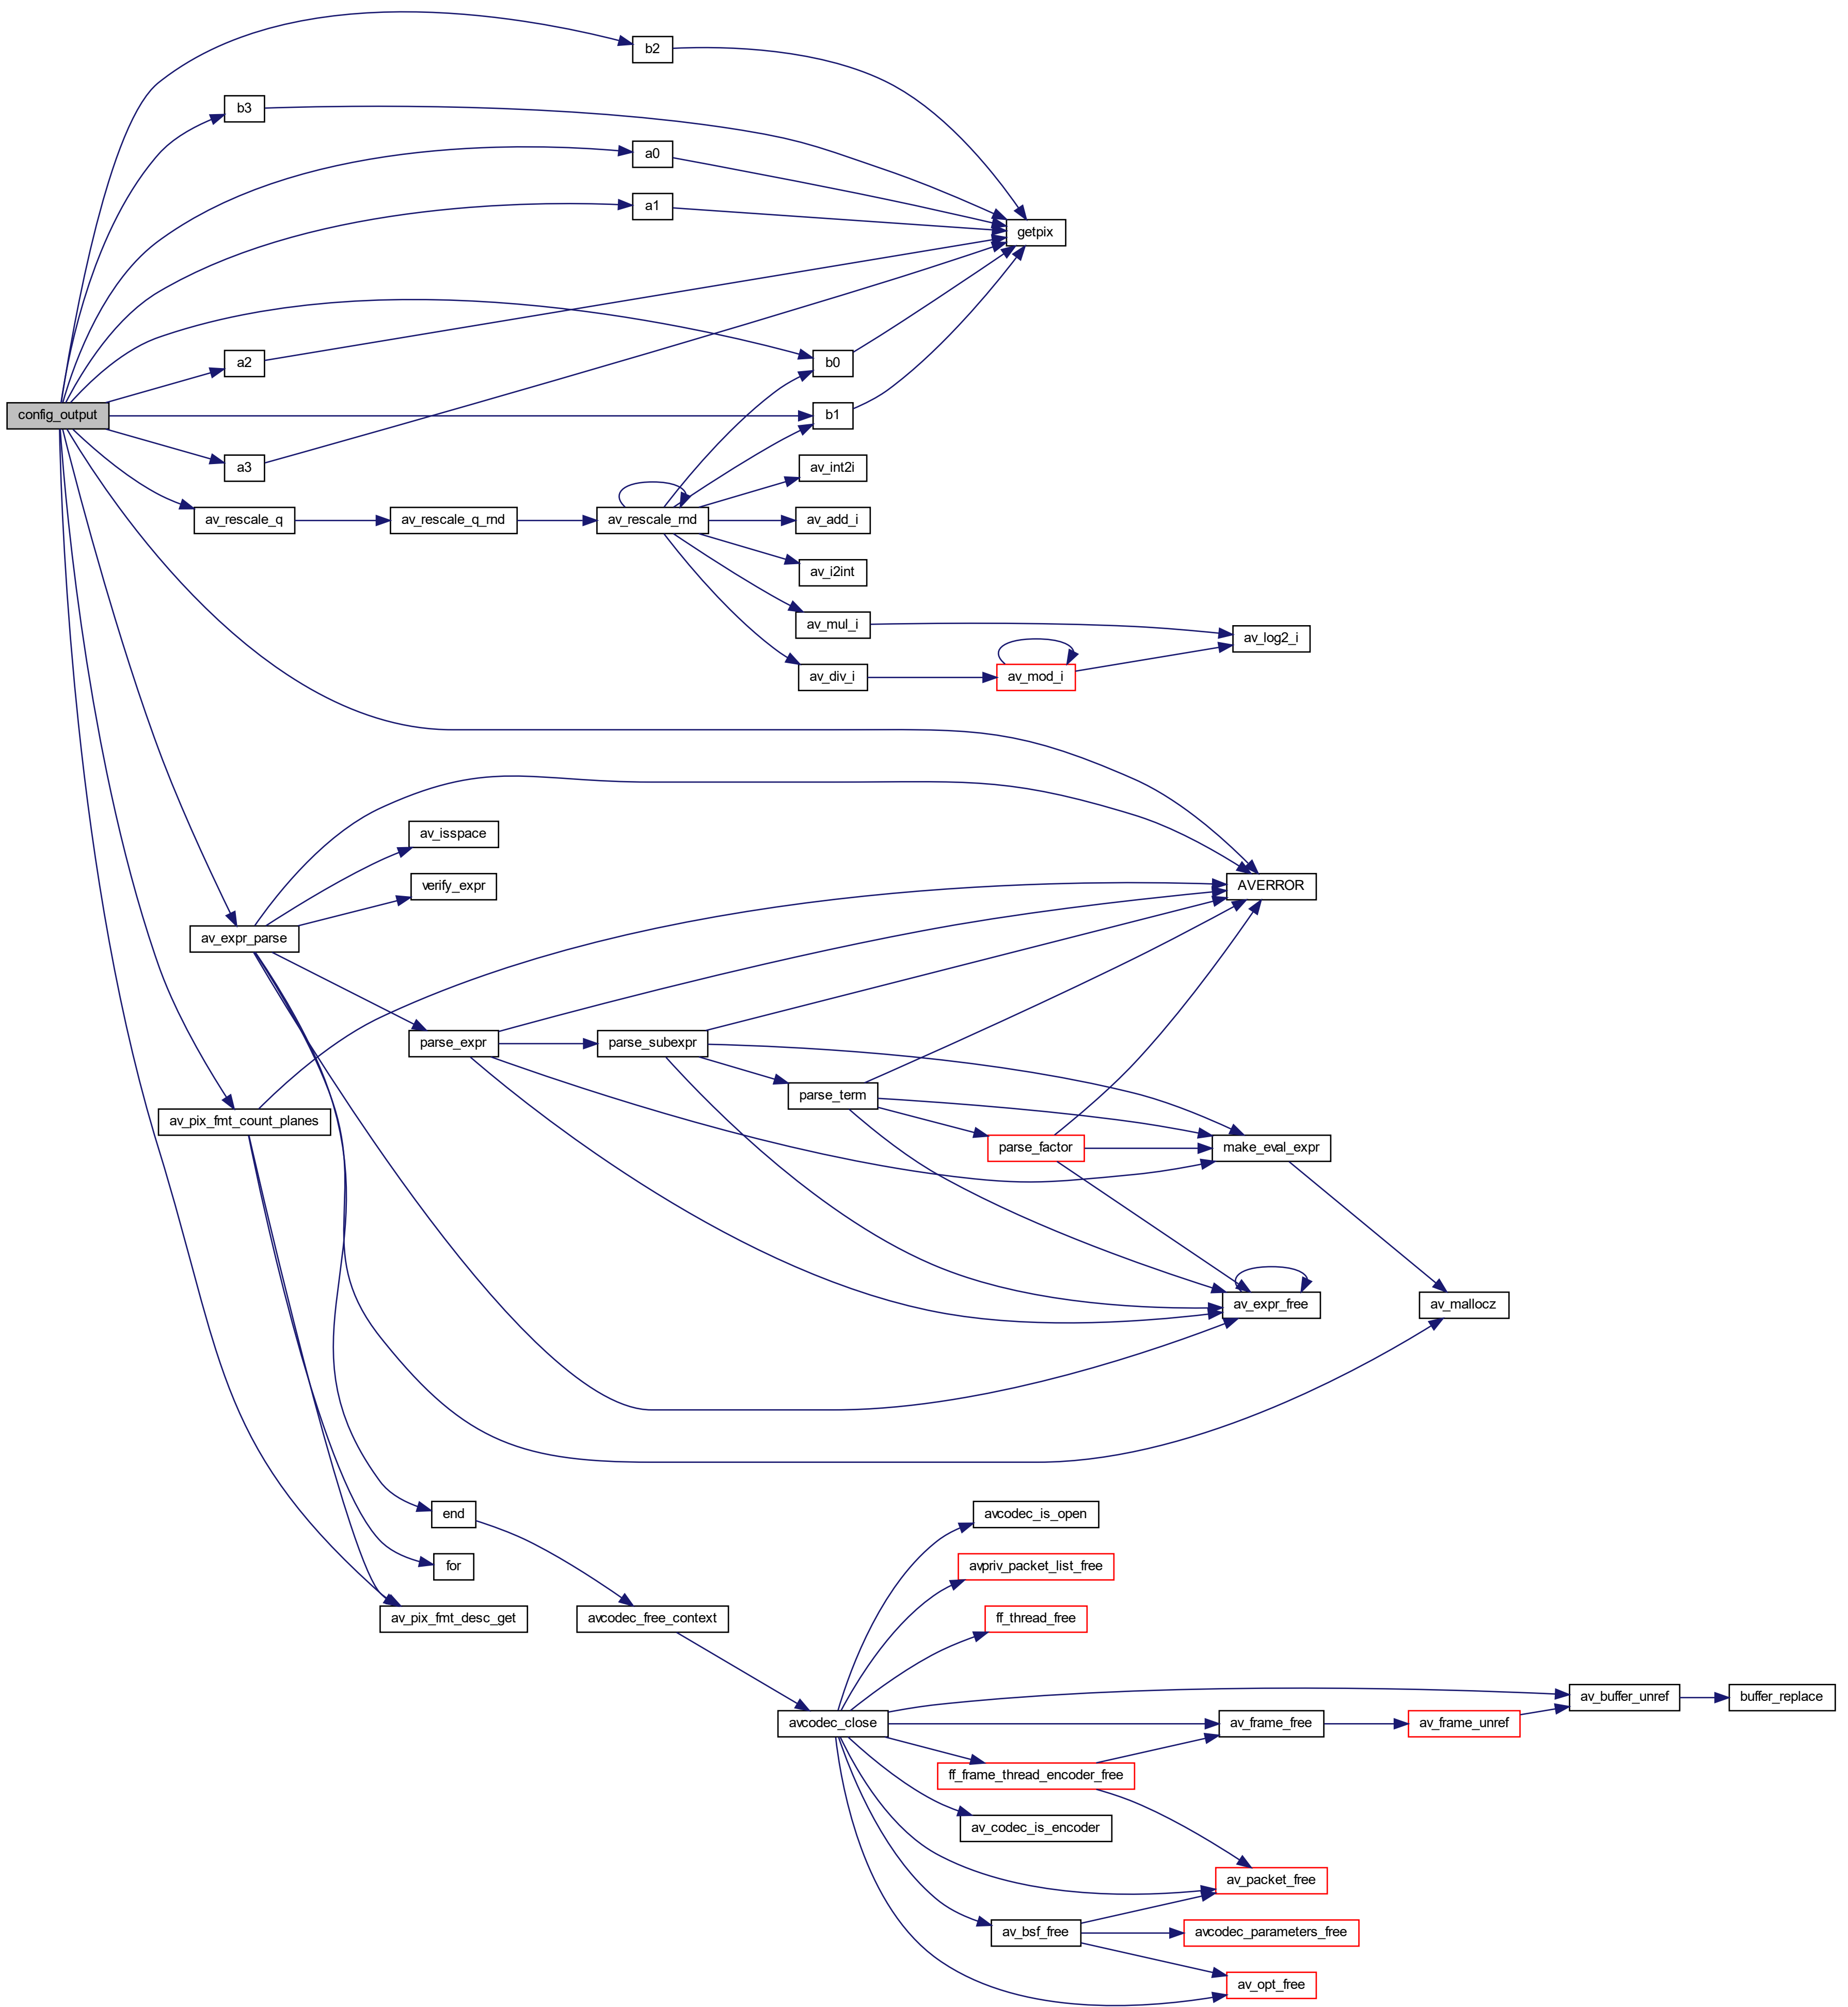 b2
b3
a0
a1
getpix
a2
b0
config_output
b1
a3
av_int2i
av_rescale_q
av_rescale_q_rnd
av_rescale_rnd
av_add_i
av_i2int
av_mul_i
av_log2_i
av_div_i
av_mod_i
av_isspace
verify_expr
AVERROR
av_expr_parse
parse_expr
parse_subexpr
parse_term
av_pix_fmt_count_planes
parse_factor
make_eval_expr
av_expr_free
av_mallocz
end
avcodec_is_open
for
avpriv_packet_list_free
av_pix_fmt_desc_get
avcodec_free_context
ff_thread_free
av_buffer_unref
buffer_replace
avcodec_close
av_frame_free
av_frame_unref
ff_frame_thread_encoder_free
av_codec_is_encoder
av_packet_free
av_bsf_free
avcodec_parameters_free
av_opt_free